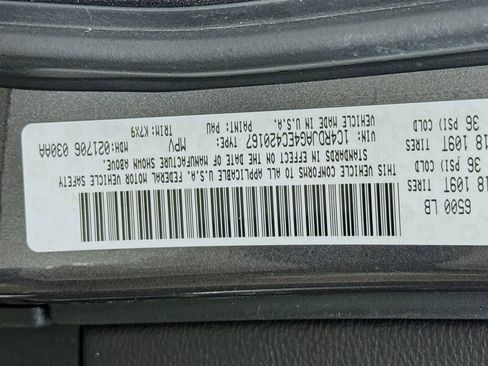 6500 LB
18 109T TIRES
36 PSI) COLD
18 109T TIRES
36 PSI) COLD
THIS VEHICLE CONFORMS TO ALL APPLICABLE U.S.A. FEDERAL MOTOR VEHICLE SAFETY
STANDARDS IN EFFECT ON THE DATE OF MANUFACTURE SHOWN ABOVE.
VIN: 1C4RDJAG4EC420167 TYPE: MPV MDH:021706 030AA
VEHICLE MADE IN U.S.A. PAINT: PAU TRIM:K7X9